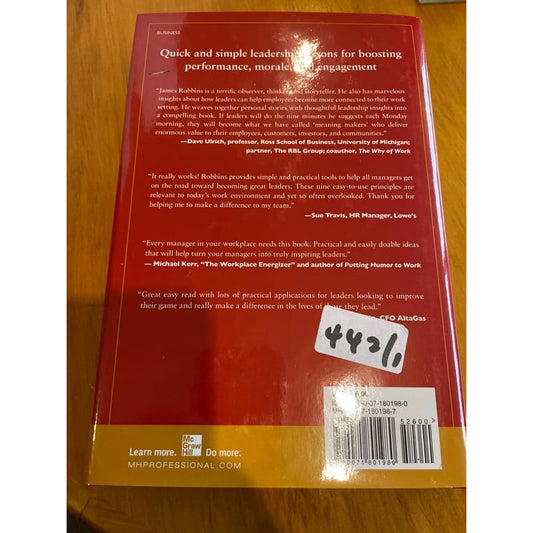 BUSINESS
Quick and simple leadership lessons for boosting
performance, morale, and engagement
"James Robbins is a terrific observer, thinker, and storyteller. He also has marvelous
insights about how leaders can help employees become more connected to their work
setting. He weaves together personal stories with thoughtful leadership insights into
a compelling book. If leaders will do the nine minutes he suggests each Monday
morning, they will become what we have called 'meaning makers' who deliver
enormous value to their employees, customers, investors, and communities."
—Dave Ulrich, professor, Ross School of Business, University of Michigan;
partner, The RBL Group; coauthor, The Why of Work
"It really works! Robbins provides simple and practical tools to help all managers get
on the road toward becoming great leaders. These nine easy-to-use principles are
relevant to today's work environment and yet so often overlooked. Thank you for
helping me to make a difference to my team."
—Sue Travis, HR Manager, Lowe's
"Every manager in your workplace needs this book. Practical and easily doable ideas
that will help turn your managers into truly inspiring leaders."
— Michael Kerr, "The Workplace Energizer" and author of Putting Humor to Work
"Great easy read with lots of practical applications for leaders looking to improve
their game and really make a difference in the lives of those they lead."
CFO AltaGas
-07-180198-0
-180198-7
52600>
Mc
Graw
Hill
Learn more. Do more.
MHPROFESSIONAL.COM
0071 801980